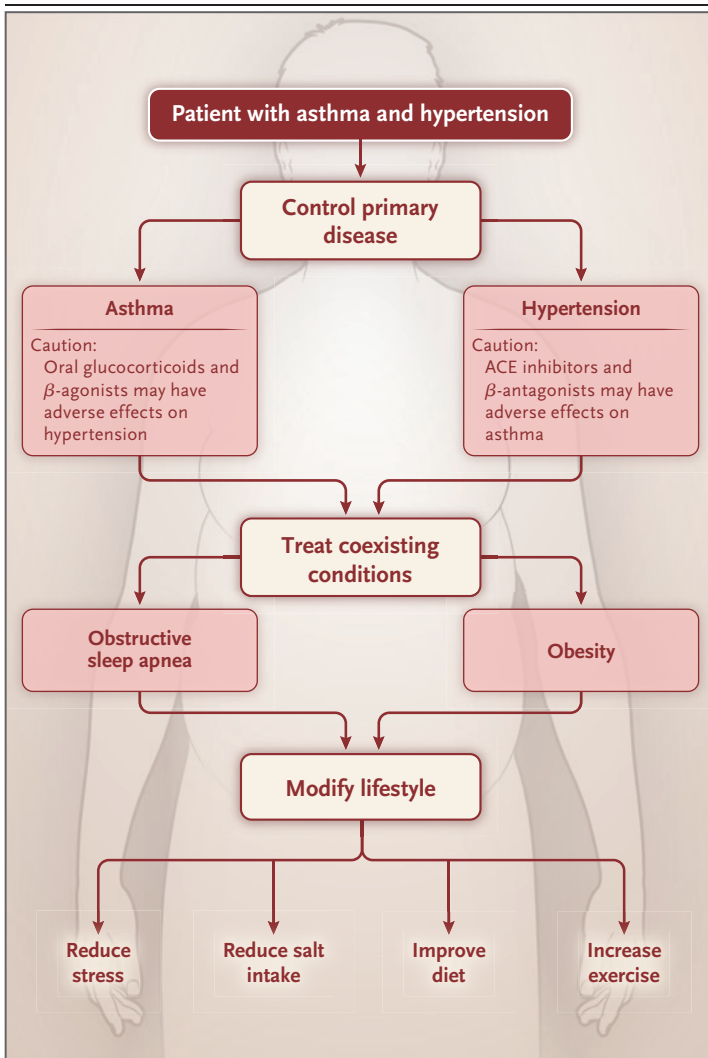 Patient with asthma and hypertension
Control primary
disease
Asthma
Caution:
Oral glucocorticoids and
β-agonists may have
adverse effects on
hypertension
Hypertension
Caution:
ACE inhibitors and
β-antagonists may have
adverse effects on
asthma
Treat coexisting
conditions
Obstructive
sleep apnea
Obesity
Modify lifestyle
Reduce
stress
Reduce salt
intake
Improve
diet
Increase
exercise